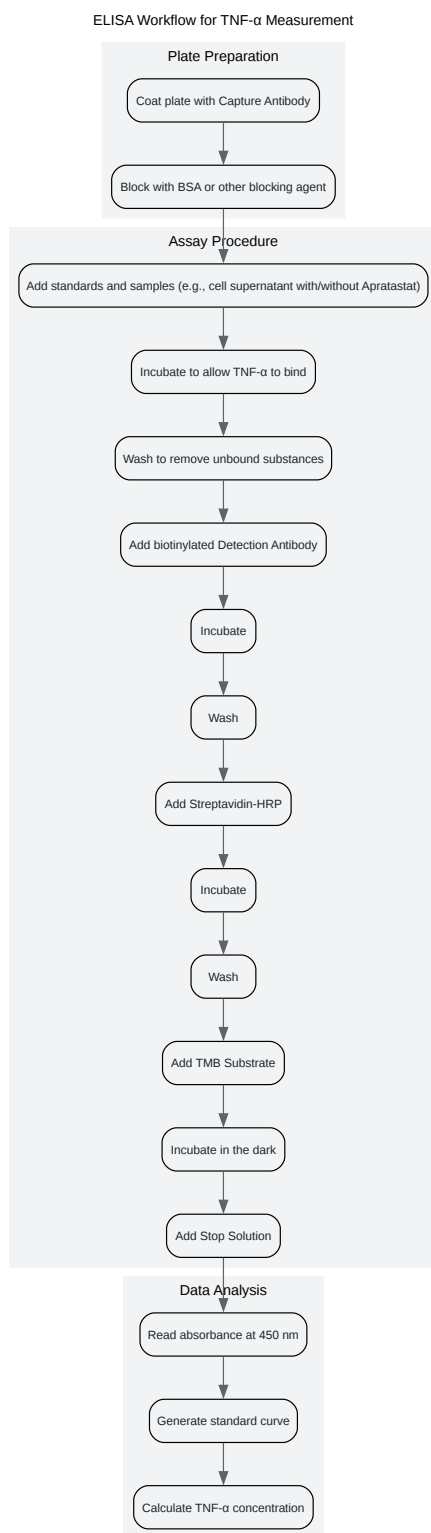 ELISA Workflow for TNF-α Measurement
Plate Preparation
Coat plate with Capture Antibody
Block with BSA or other blocking agent
Assay Procedure
Add standards and samples (e.g., cell supernatant with/without Apratastat)
Incubate to allow TNF-α to bind
Wash to remove unbound substances
Add biotinylated Detection Antibody
Incubate
Wash
Add Streptavidin-HRP
Incubate
Wash
Add TMB Substrate
Incubate in the dark
Add Stop Solution
Data Analysis
Read absorbance at 450 nm
Generate standard curve
Calculate TNF-α concentration